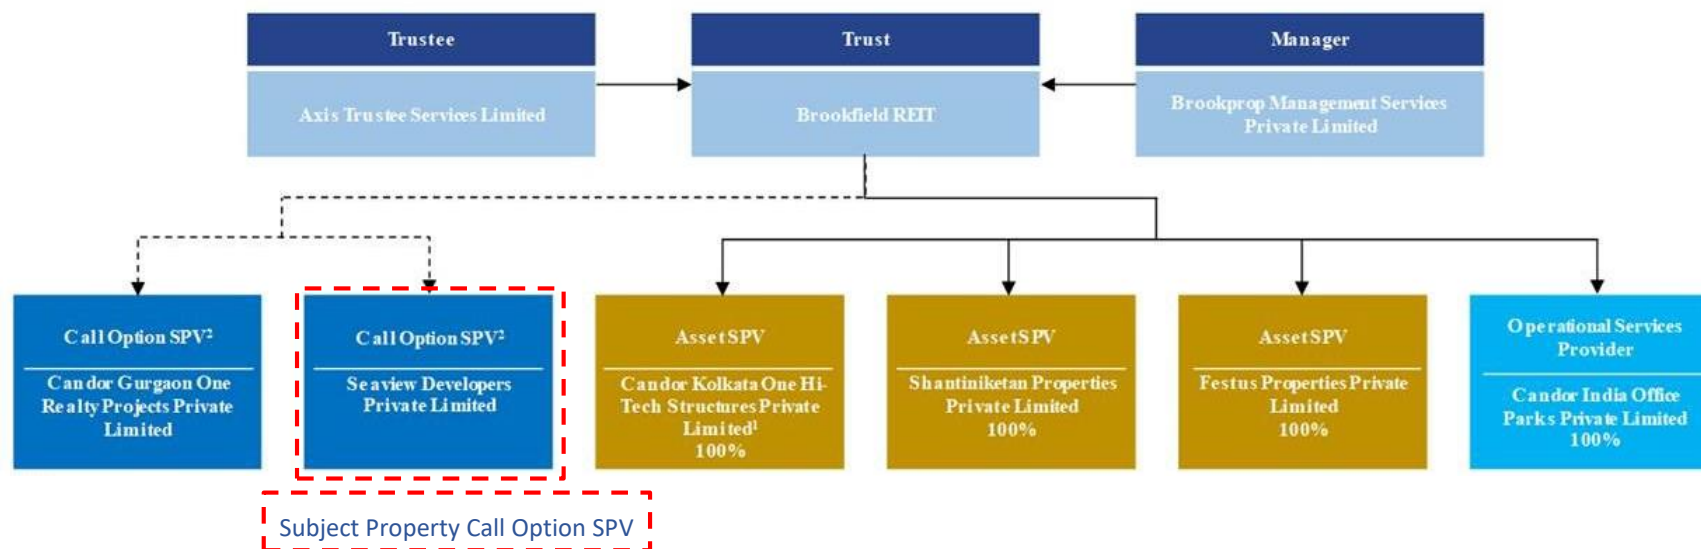 Trustee
Axis Trustee Services Limited
Trust
Brookfield REIT
Manager
Brookprop Management Services
Private Limited
Call Option SPV²
Candor Gurgaon One
Realty Projects Private
Limited
Call Option SPV²
Seaview Developers
Private Limited
Asset SPV
Candor Kolkata One Hi-
Tech Structures Private
Limited¹
100%
Asset SPV
Shantiniketan Properties
Private Limited
100%
Asset SPV
Festus Properties Private
Limited
100%
Operational Services
Provider
Candor India Office
Parks Private Limited
100%
Subject Property Call Option SPV